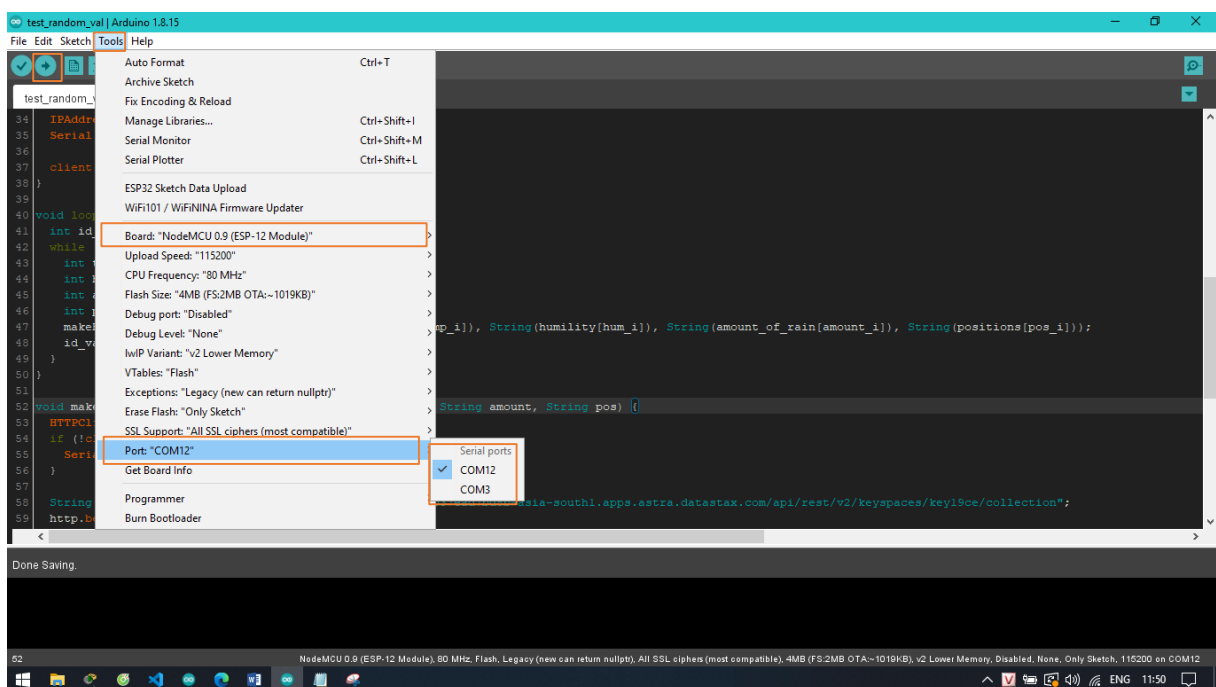 test_random_val | Arduino 1.8.15
File Edit Sketch Tools Help
test_random_v
Auto Format Ctrl+T
Archive Sketch
Fix Encoding & Reload
Manage Libraries... Ctrl+Shift+I
Serial Monitor Ctrl+Shift+M
Serial Plotter Ctrl+Shift+L
ESP32 Sketch Data Upload
WiFi101 / WiFiNINA Firmware Updater
Board: "NodeMCU 0.9 (ESP-12 Module)"
Upload Speed: "115200"
CPU Frequency: "80 MHz"
Flash Size: "4MB (FS:2MB OTA:~1019KB)"
Debug port: "Disabled"
Debug Level: "None"
lwIP Variant: "v2 Lower Memory"
VTables: "Flash"
Exceptions: "Legacy (new can return nullptr)"
Erase Flash: "Only Sketch"
SSL Support: "All SSL ciphers (most compatible)"
Port: "COM12"
Get Board Info
Programmer
Burn Bootloader
Serial ports
COM12
COM3
34 IPAddre
35 Serial
36
37 client
38 }
39
40 void loo
41 int id_
42 while
43 int
44 int
45 int
46 int
47 make p_i]), String(humility[hum_i]), String(amount_of_rain[amount_i]), String(positions[pos_i]));
48 id_va
49 }
50 }
51
52 void mak String amount, String pos) {
53 HTTPCl
54 if (!c
55 Seri
56 }
57
58 String asia-south1.apps.astra.datastax.com/api/rest/v2/keyspaces/key19ce/collection";
59 http.b
Done Saving.
52 NodeMCU 0.9 (ESP-12 Module), 80 MHz, Flash, Legacy (new can return nullptr), All SSL ciphers (most compatible), 4MB (FS:2MB OTA:~1019KB), v2 Lower Memory, Disabled, None, Only Sketch, 115200 on COM12
ENG 11:50